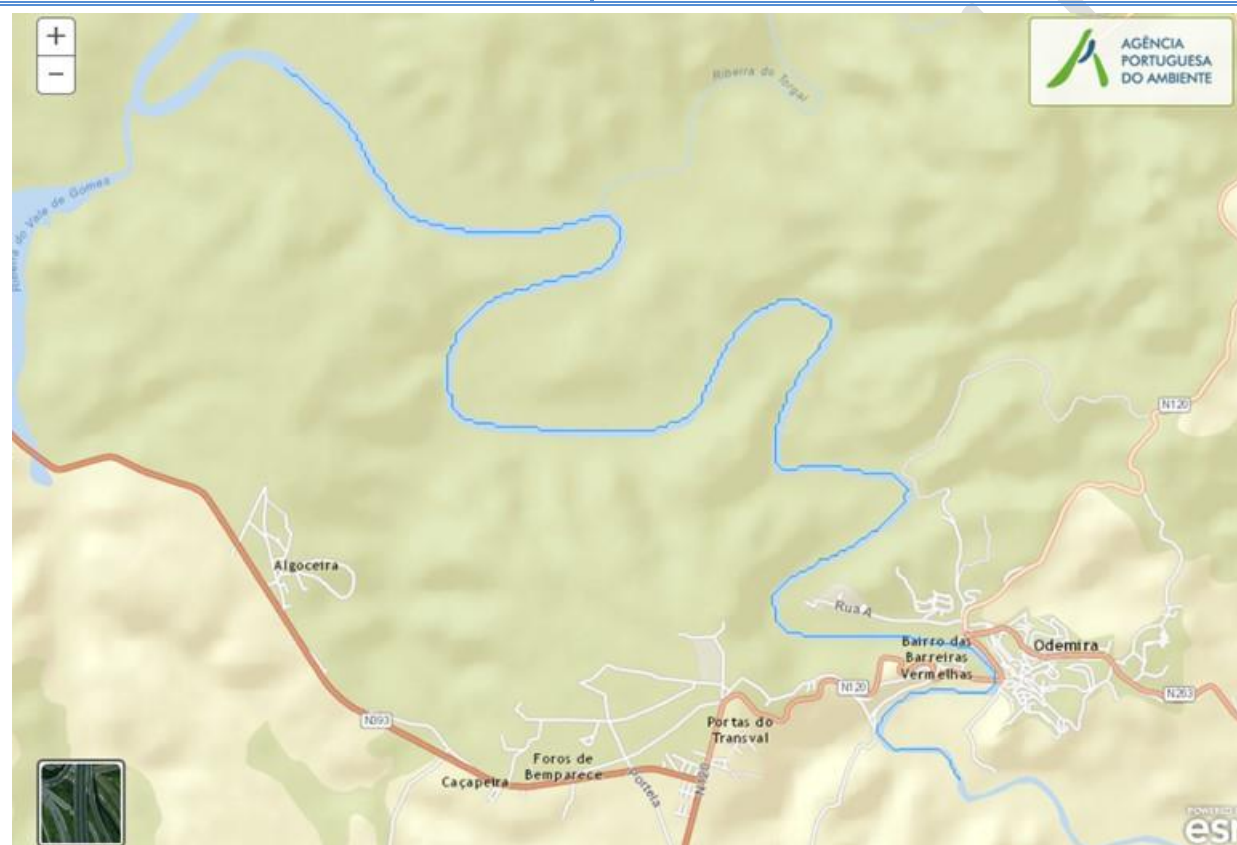 +
−
AGÊNCIA
PORTUGUESA
DO AMBIENTE
Ribeira do Torgal
Ribeira do Vale de Gomes
N120
Algoceira
Rua A
Bairro das
Barreiras
Vermelhas
Odemira
N120
N263
N393
Portas do
Transval
Foros de
Bemparece
Caçapeira
Portela
N120
POWERED
esri